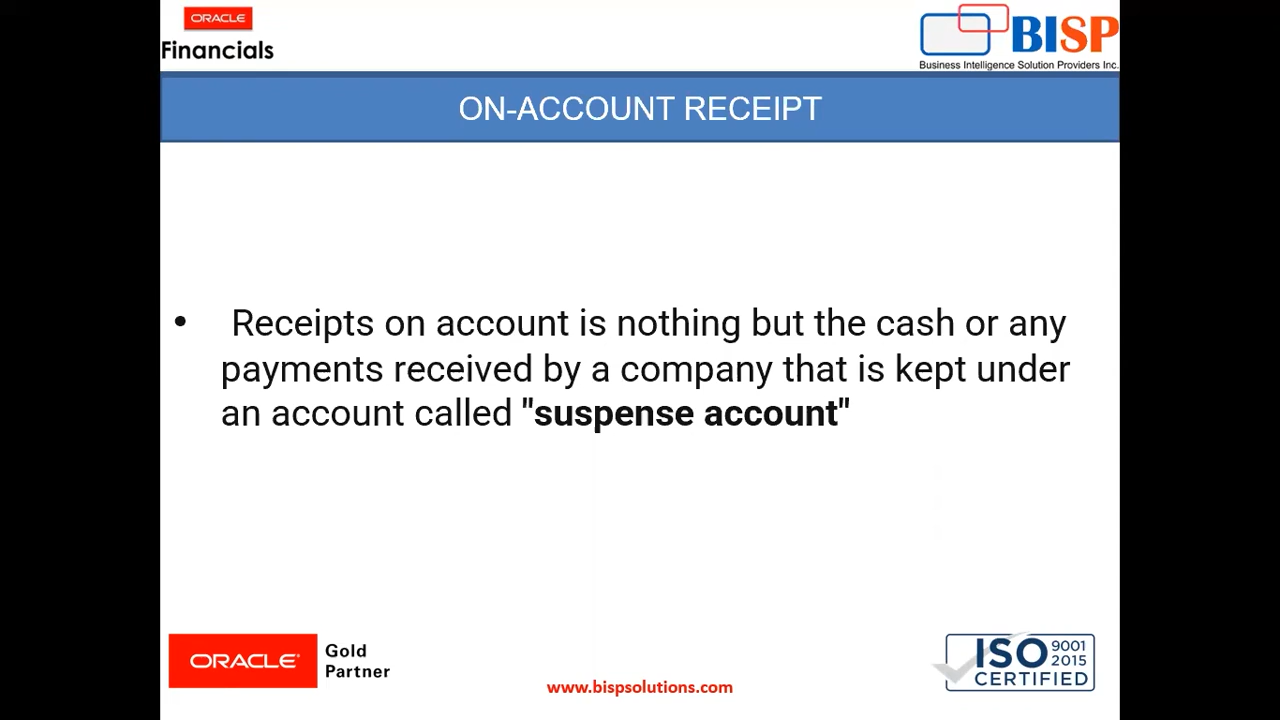 ORACLE
Financials
BISP
Business Intelligence Solution Providers Inc.
ON-ACCOUNT RECEIPT
• Receipts on account is nothing but the cash or any
payments received by a company that is kept under
an account called "suspense account"
ORACLE
Gold
Partner
www.bispsolutions.com
ISO 9001
2015
CERTIFIED